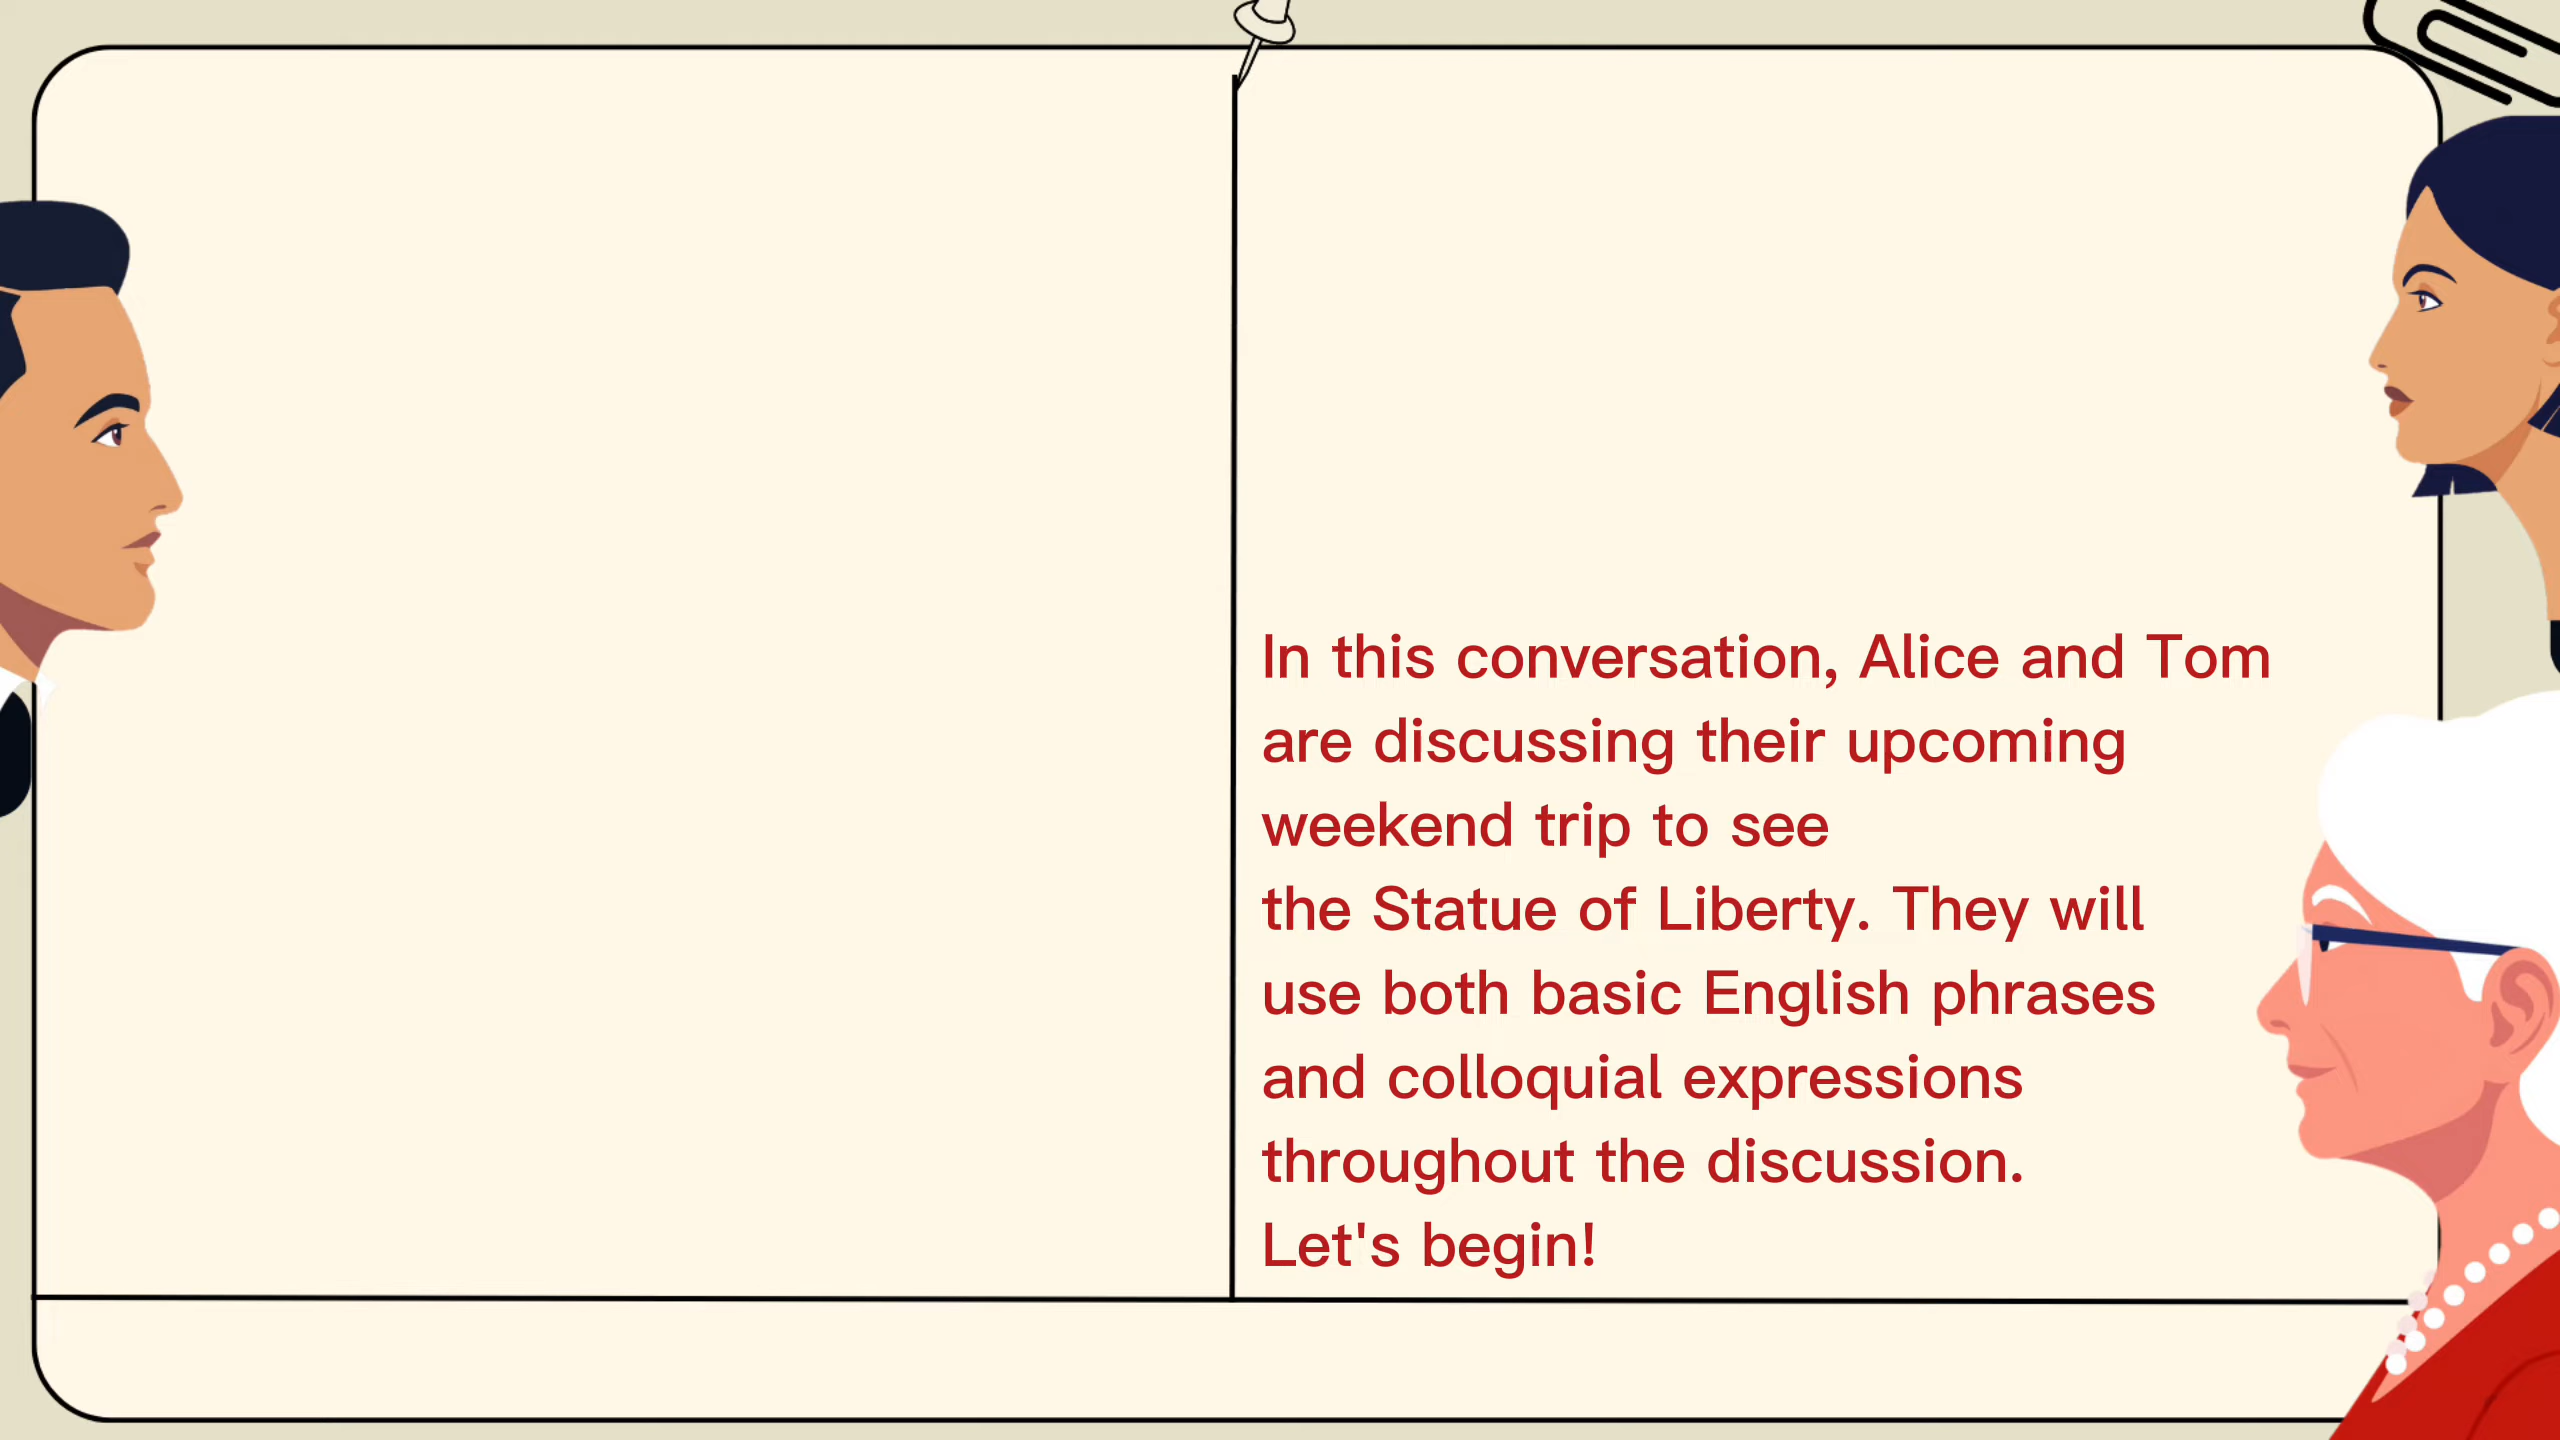 In this conversation, Alice and Tom
are discussing their upcoming
weekend trip to see
the Statue of Liberty. They will
use both basic English phrases
and colloquial expressions
throughout the discussion.
Let's begin!